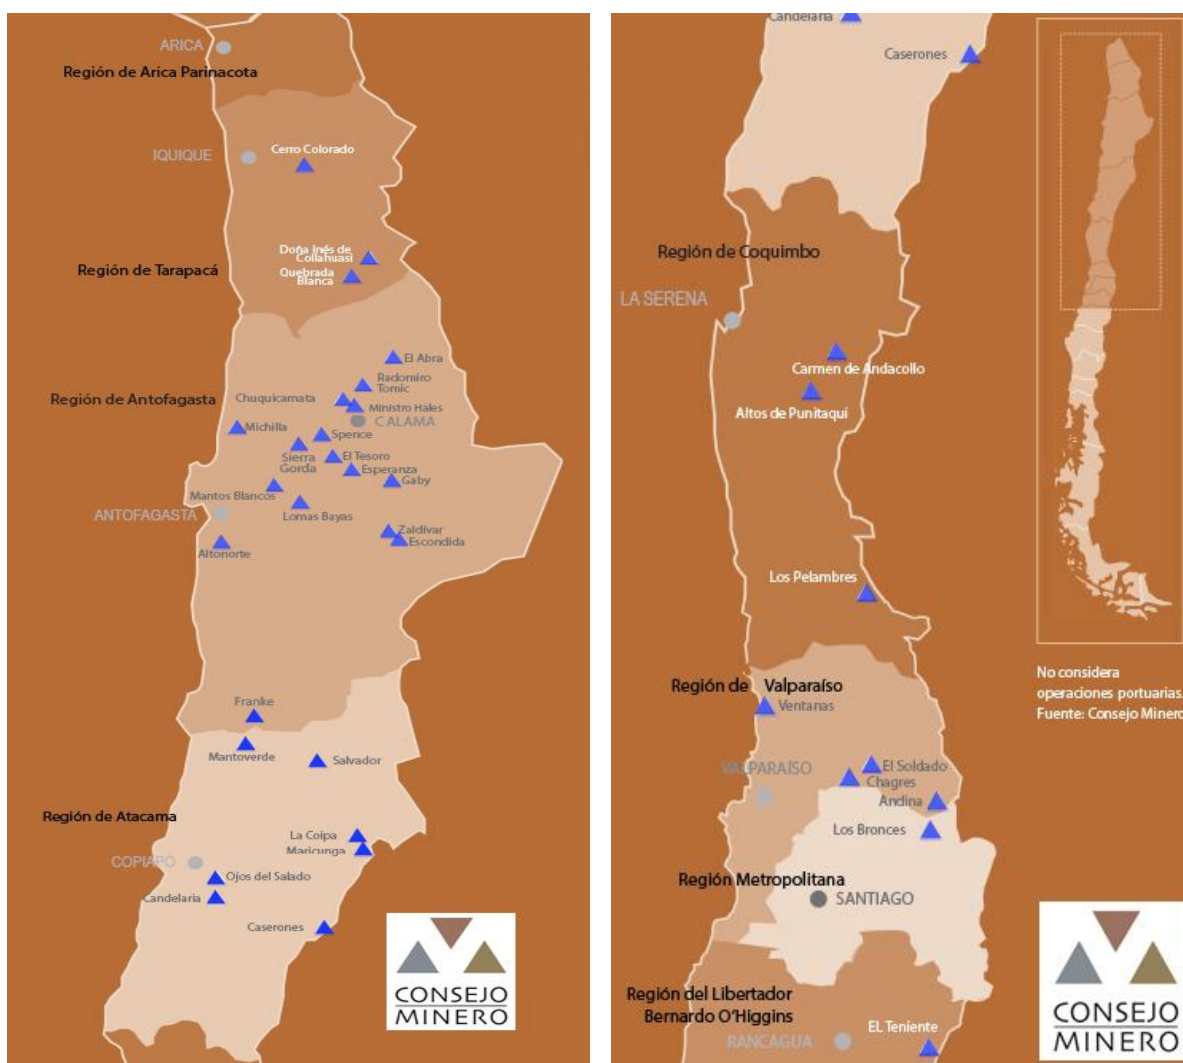 ARICA
Región de Arica Parinacota
IQUIQUE
Cerro Colorado
Doña Inés de
Collahuasi
Región de Tarapacá
Quebrada
Blanca
El Abra
Radomiro
Tomic
Región de Antofagasta
Chuquicamata
Ministro Hales
CALAMA
Michilla
Spence
Sierra
Gorda
El Tesoro
Esperanza
Gaby
Mantos Blancos
Lomas Bayas
ANTOFAGASTA
Zaldívar
Escondida
Altonorte
Franke
Mantoverde
Salvador
Región de Atacama
La Coipa
Maricunga
COPIAPÓ
Ojos del Salado
Candelaria
Caserones
CONSEJO
MINERO
Candelaria
Caserones
Región de Coquimbo
LA SERENA
Carmen de Andacollo
Altos de Punitaqui
Los Pelambres
Región de Valparaíso
Ventanas
VALPARAÍSO
El Soldado
Chagres
Andina
Los Bronces
Región Metropolitana
SANTIAGO
Región del Libertador
Bernardo O'Higgins
RANCAGUA
EL Teniente
No considera
operaciones portuarias.
Fuente: Consejo Minero
CONSEJO
MINERO